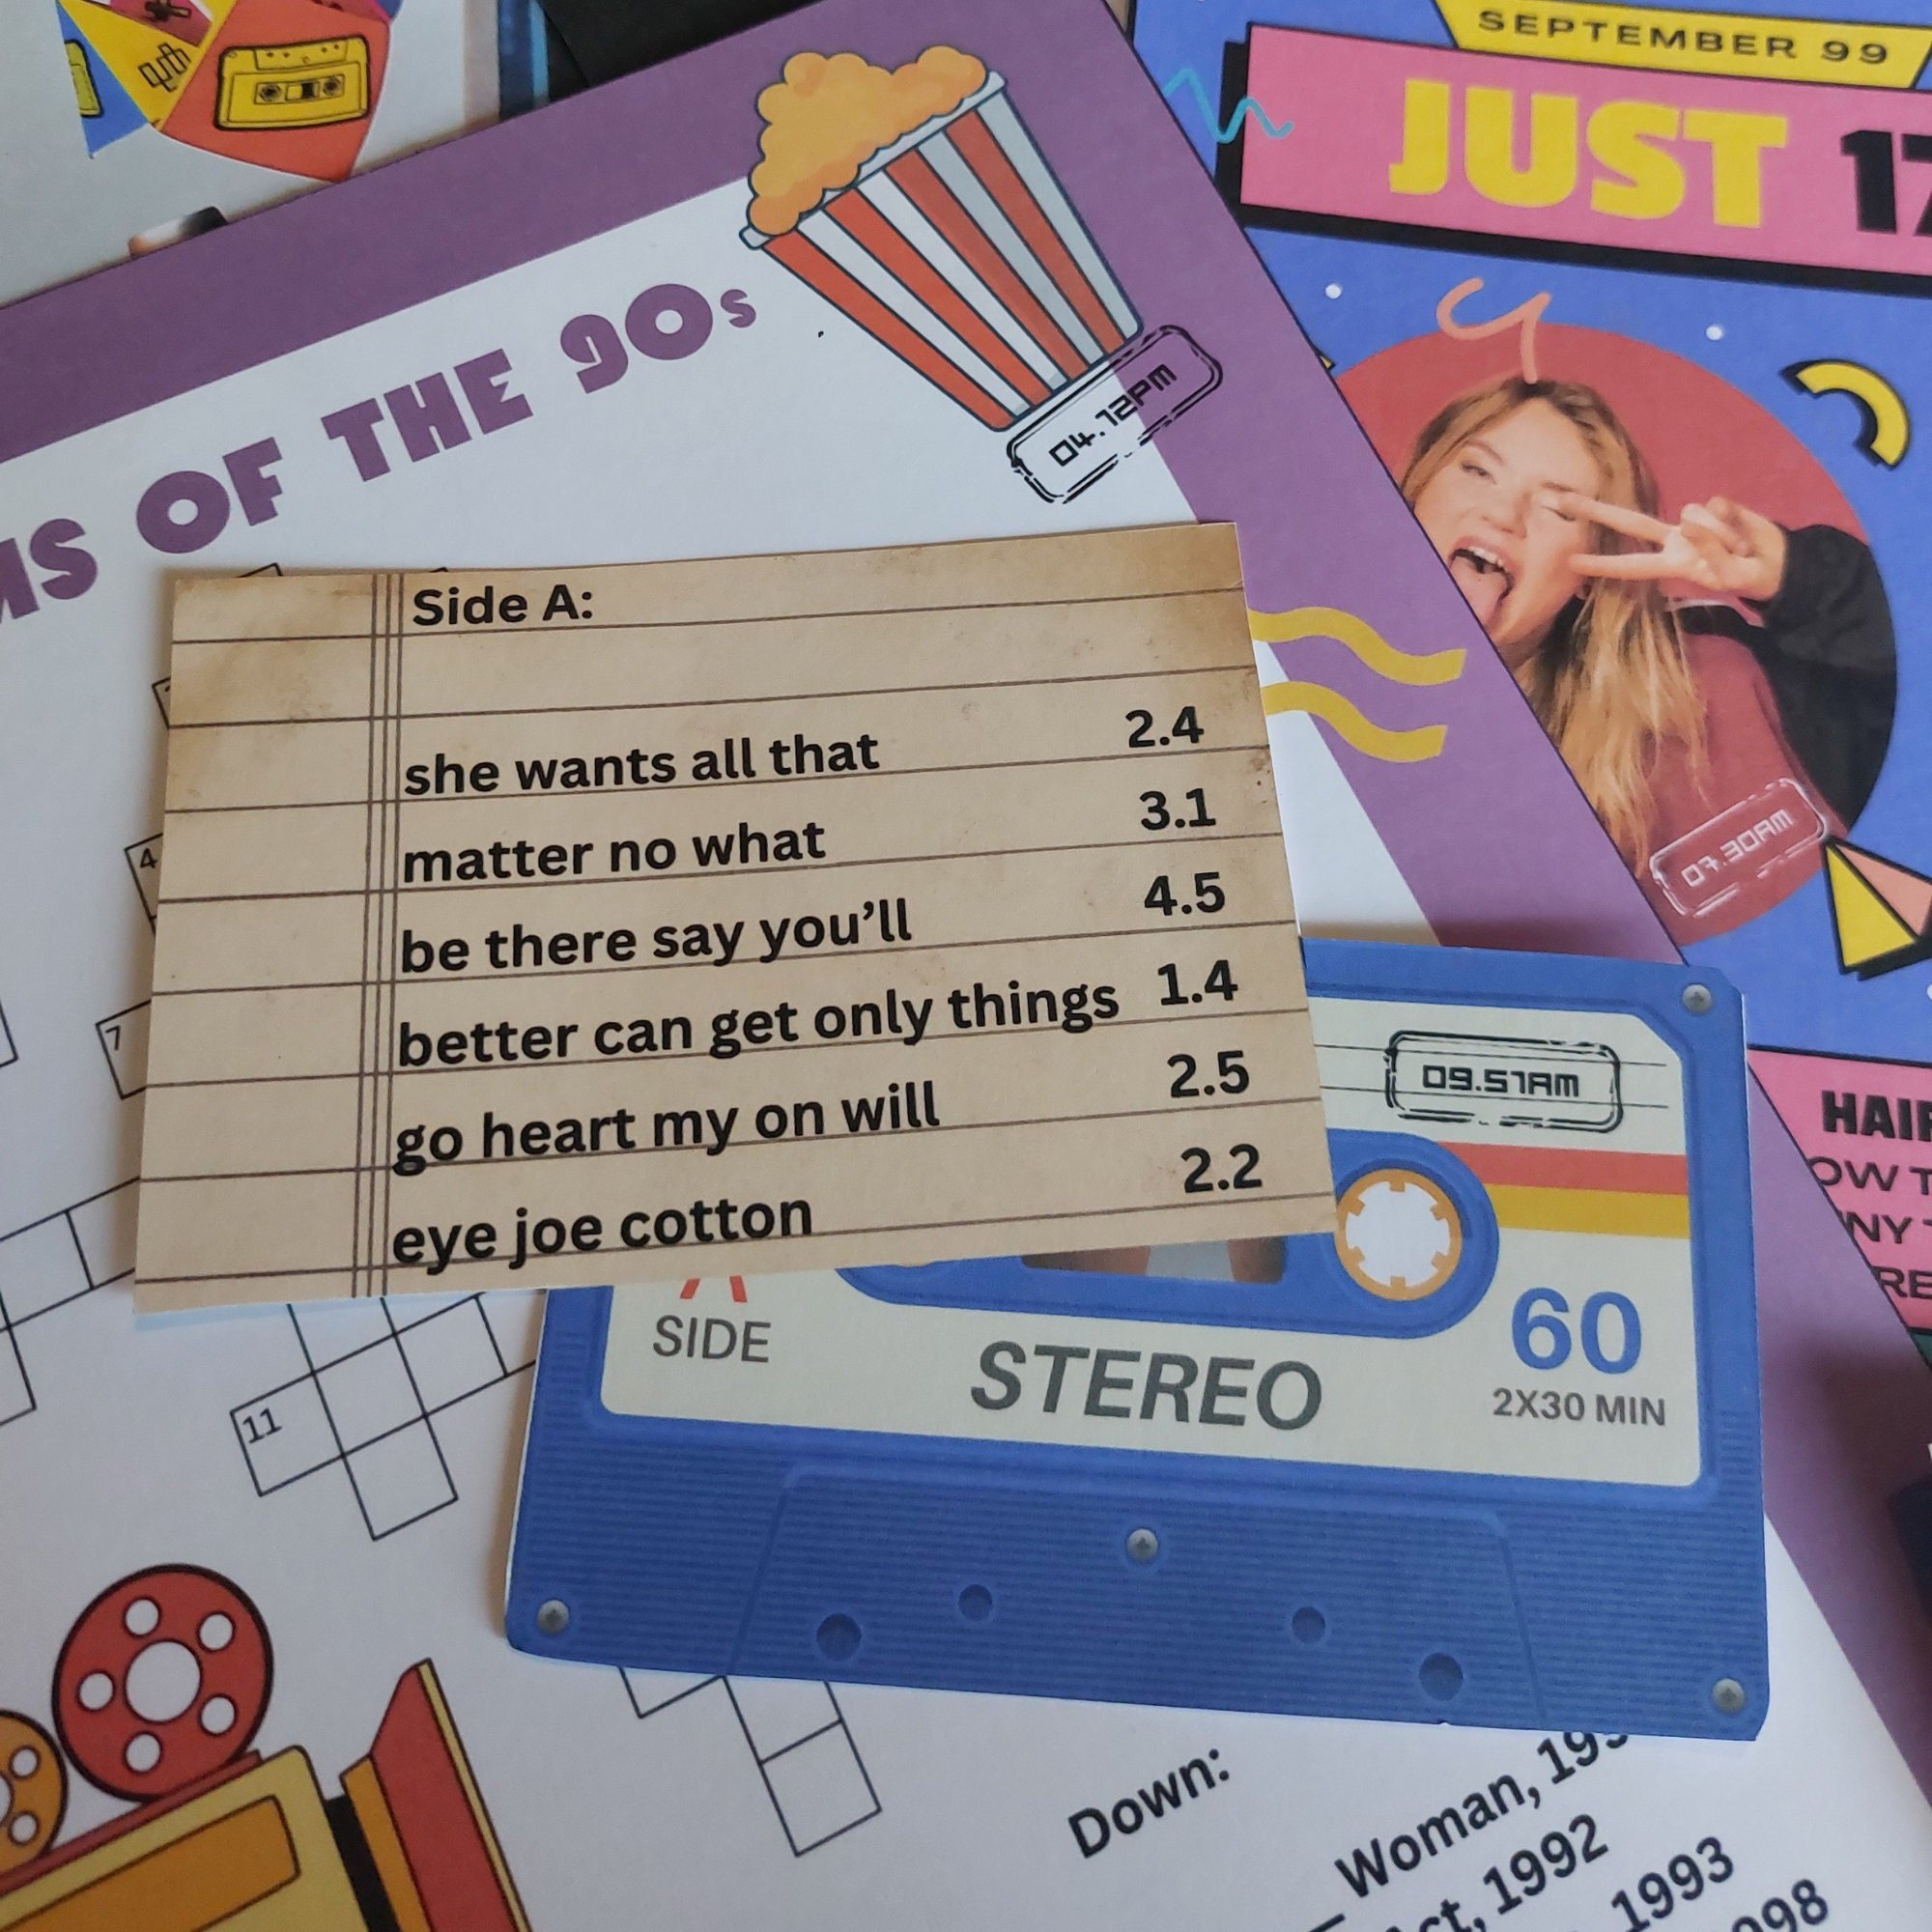 SEPTEMBER 99
JUST 17
OF THE 90s
04.12PM
Side A:
she wants all that 2.4
matter no what 3.1
be there say you'll 4.5
better can get only things 1.4
go heart my on will 2.5
eye joe cotton 2.2
07.30AM
4
7
11
09.51AM
A
SIDE
STEREO
60
2X30 MIN
HAIR
Down:
Woman, 199
, 1992
, 1993